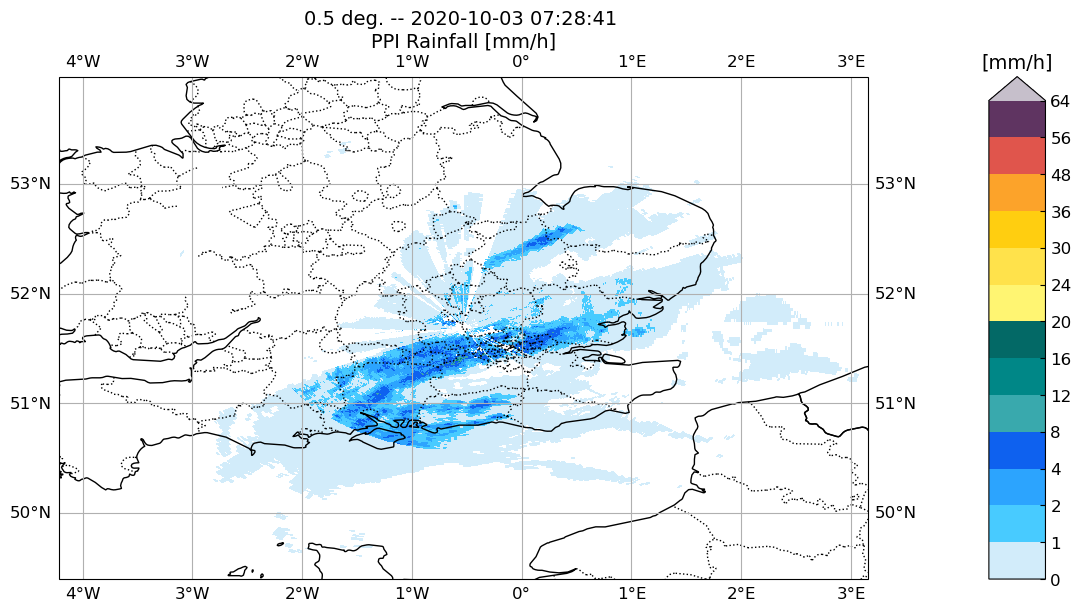 0.5 deg. -- 2020-10-03 07:28:41
PPI Rainfall [mm/h]
4°W 3°W 2°W 1°W 0° 1°E 2°E 3°E
[mm/h]
64
56
53°N 53°N
48
36
30
52°N 52°N
24
20
16
51°N 51°N
12
8
4
50°N 50°N
2
1
0
4°W 3°W 2°W 1°W 0° 1°E 2°E 3°E